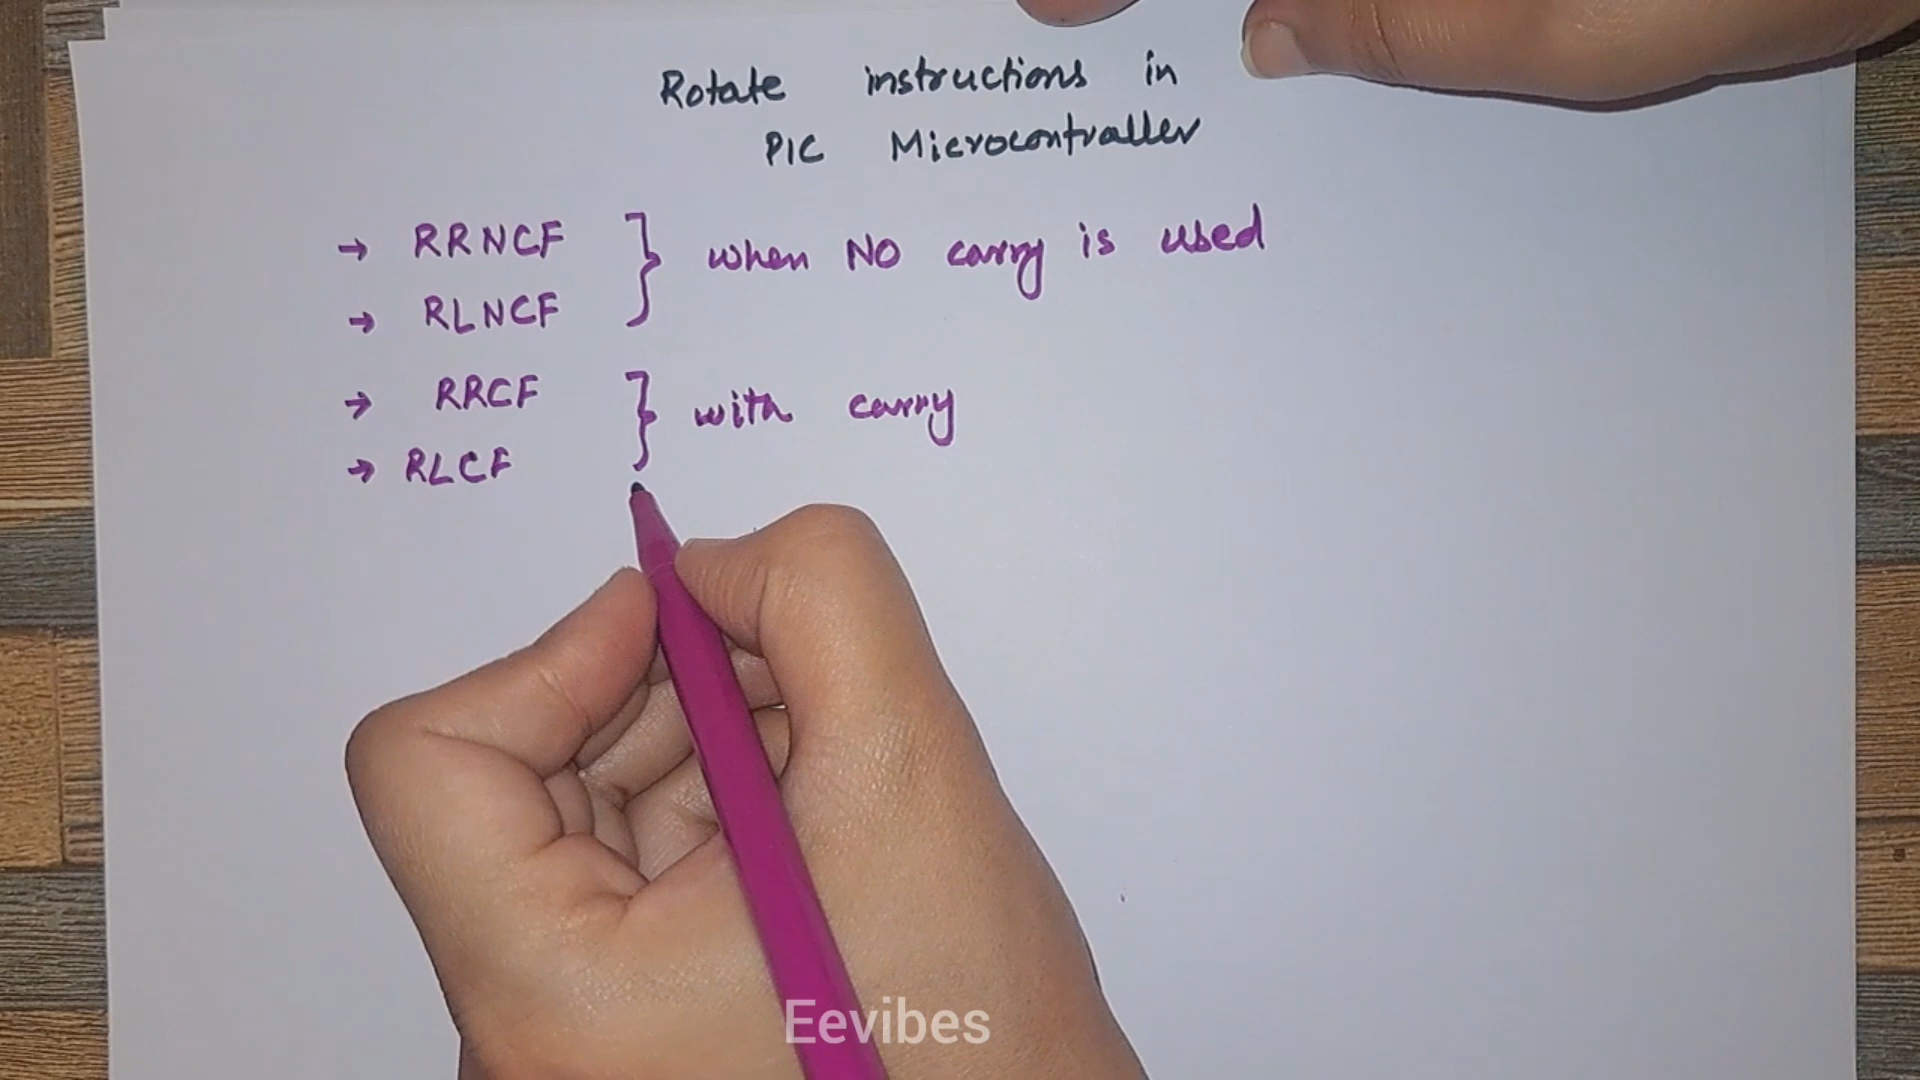 Rotate instructions in
PIC Microcontroller
→ RRNCF } when NO carry is used
→ RLNCF
→ RRCF } with carry
→ RLCF
Eevibes